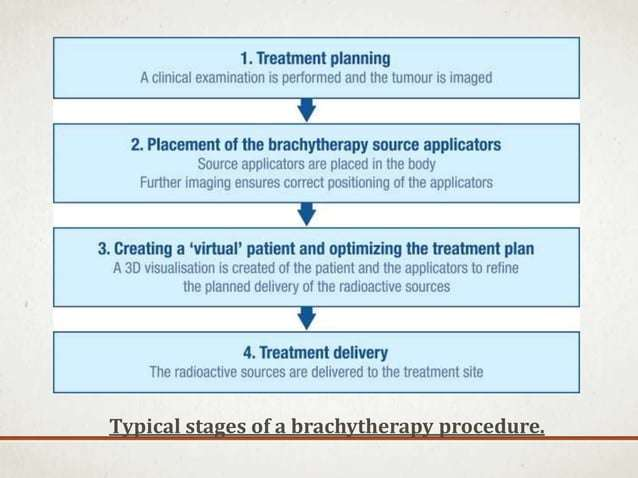 1. Treatment planning
A clinical examination is performed and the tumour is imaged
2. Placement of the brachytherapy source applicators
Source applicators are placed in the body
Further imaging ensures correct positioning of the applicators
3. Creating a ‘virtual’ patient and optimizing the treatment plan
A 3D visualisation is created of the patient and the applicators to refine
the planned delivery of the radioactive sources
4. Treatment delivery
The radioactive sources are delivered to the treatment site
Typical stages of a brachytherapy procedure.